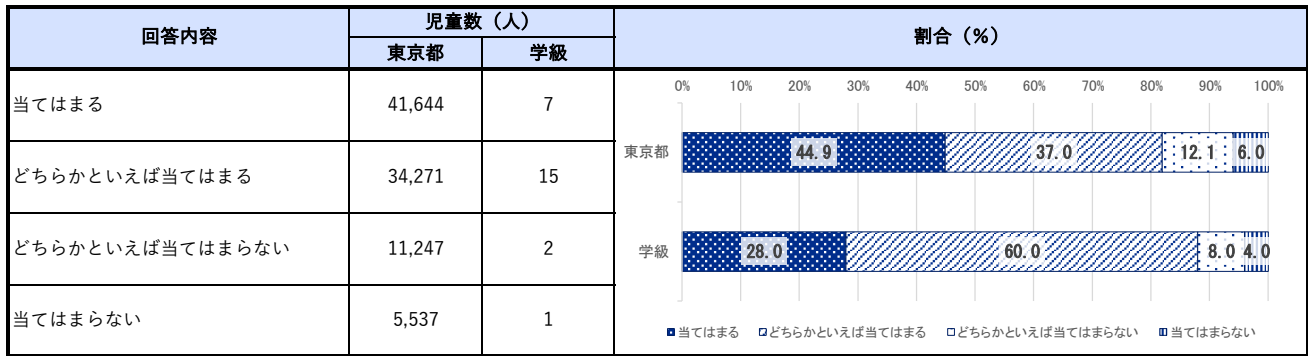 回答内容
児童数（人）
割合（%）
東京都
学級
当てはまる
41,644
7
どちらかといえば当てはまる
34,271
15
どちらかといえば当てはまらない
11,247
2
当てはまらない
5,537
1
0% 10% 20% 30% 40% 50% 60% 70% 80% 90% 100%
東京都 44.9 37.0 12.1 6.0
学級 28.0 60.0 8.0 4.0
当てはまる どちらかといえば当てはまる どちらかといえば当てはまらない 当てはまらない